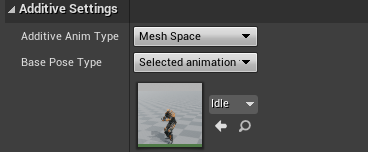 Additive Settings
Additive Anim Type Mesh Space
Base Pose Type Selected animation
Idle